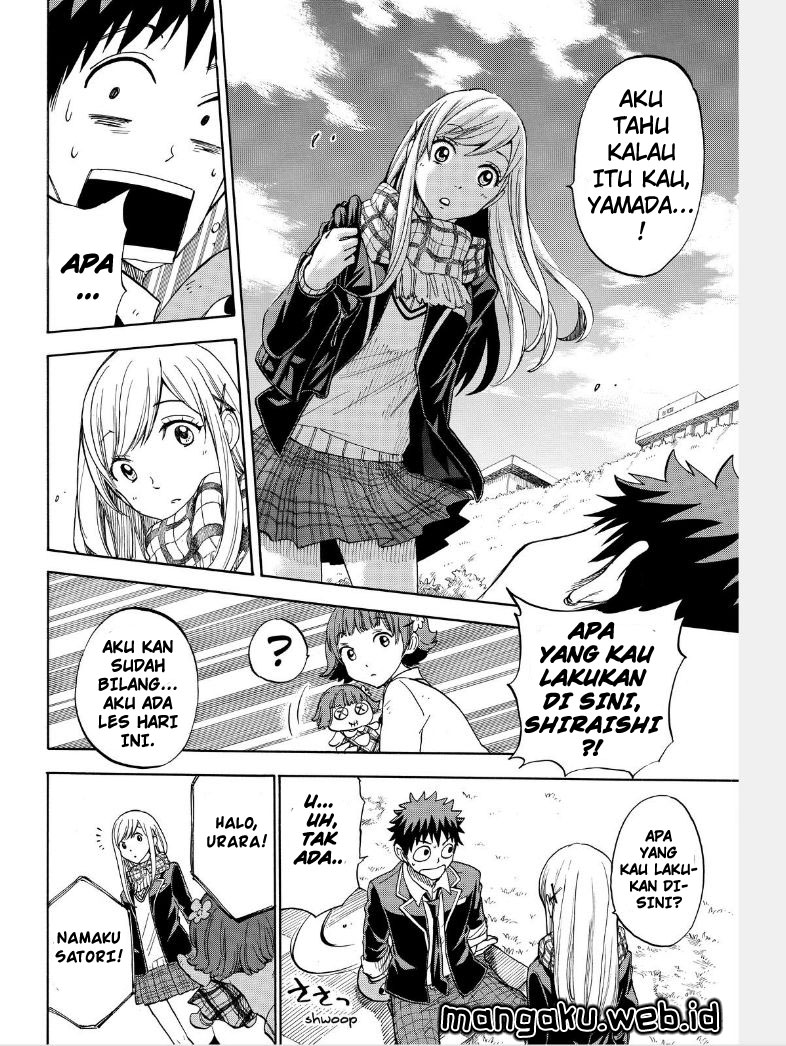 AKU
TAHU
KALAU
ITU KAU,
YAMADA...
!
APA
...
APA
YANG KAU
LAKUKAN
DI SINI,
SHIRAISHI
?!
?
AKU KAN
SUDAH
BILANG...
AKU ADA
LES HARI
INI.
APA
YANG
KAU LAKU-
KAN DI-
SINI?
U...
UH,
TAK
ADA..
ささっ
shwoop
HALO,
URARA!
NAMAKU
SATORI!
mangaku.web.id